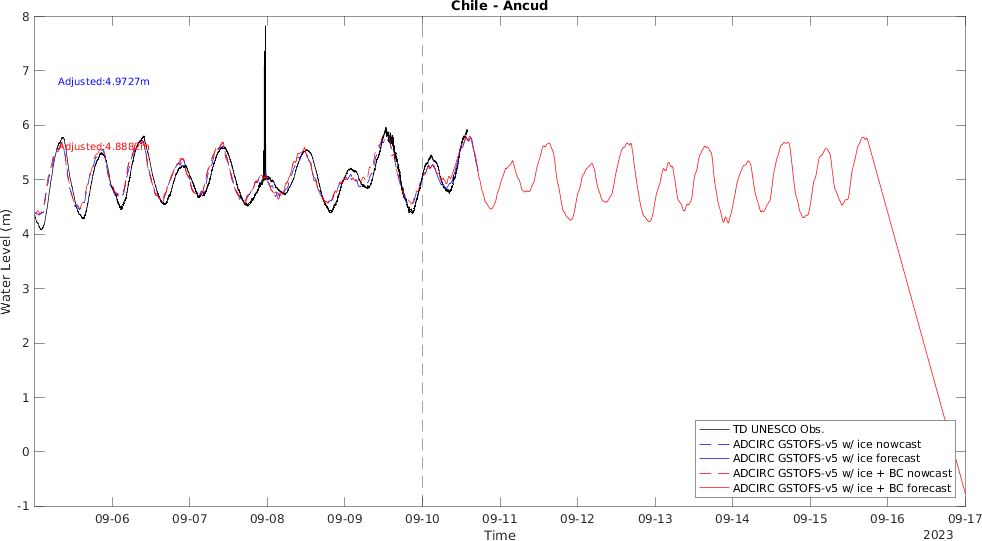 Chile - Ancud
8
7
6
5
4
3
2
1
0
-1
Water Level (m)
Adjusted:4.9727m
TD UNESCO Obs.
ADCIRC GSTOFS-v5 w/ ice nowcast
ADCIRC GSTOFS-v5 w/ ice forecast
ADCIRC GSTOFS-v5 w/ ice + BC nowcast
ADCIRC GSTOFS-v5 w/ ice + BC forecast
09-06 09-07 09-08 09-09 09-10 09-11 09-12 09-13 09-14 09-15 09-16 09-17
Time
2023